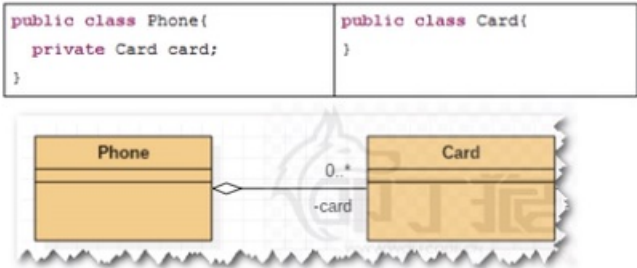 public class Phone{
private Card card;
}
public class Card{
}
Phone
Card
0..*
-card